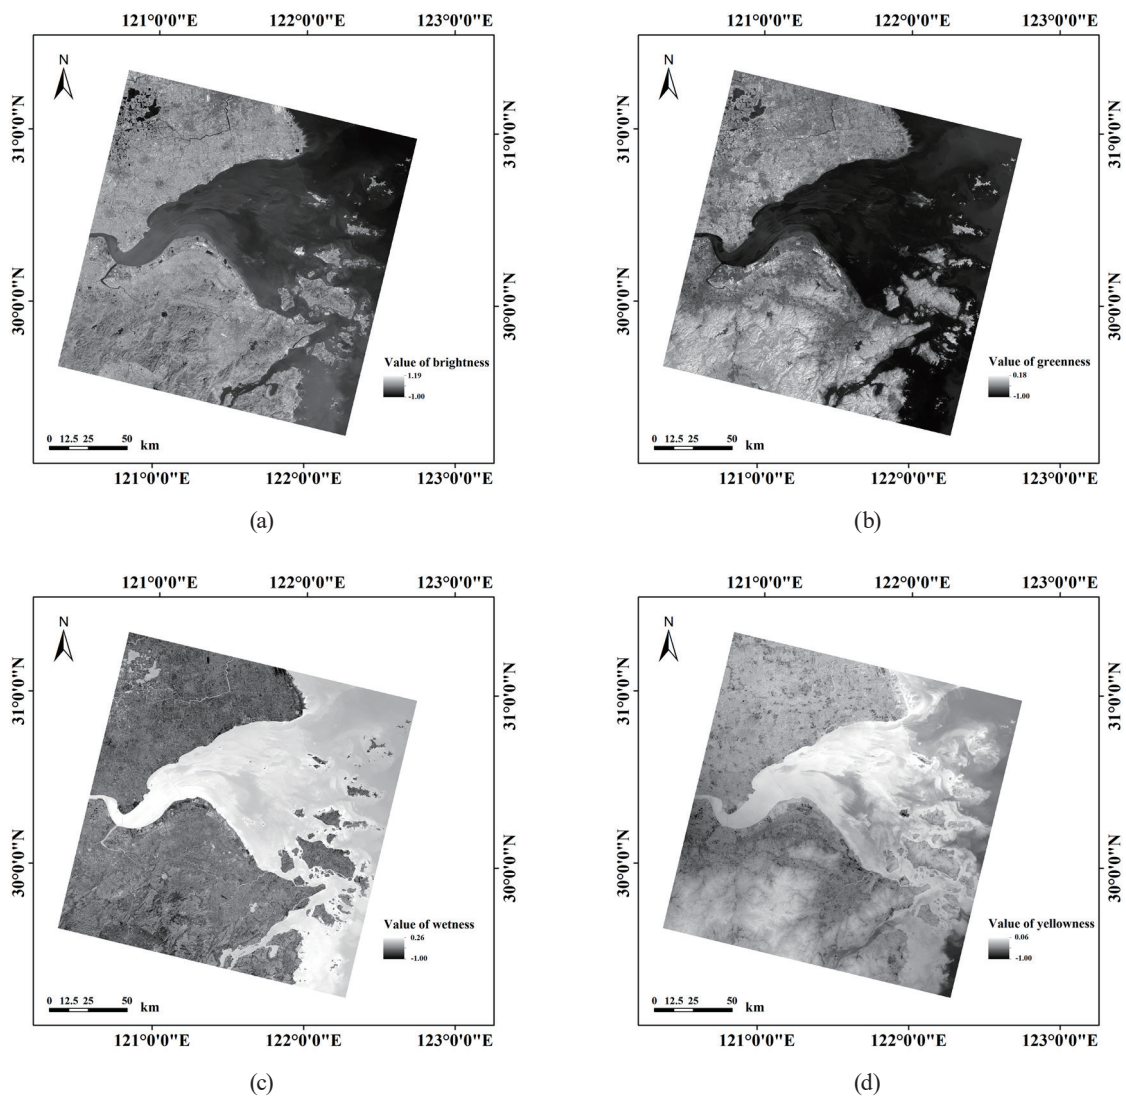 121°0'0"E 122°0'0"E 123°0'0"E
N
31°0'0"N 31°0'0"N
30°0'0"N 30°0'0"N
Value of brightness
1.19
-1.00
0 12.5 25 50 km
121°0'0"E 122°0'0"E 123°0'0"E
(a)
121°0'0"E 122°0'0"E 123°0'0"E
N
31°0'0"N 31°0'0"N
30°0'0"N 30°0'0"N
Value of greenness
0.18
-1.00
0 12.5 25 50 km
121°0'0"E 122°0'0"E 123°0'0"E
(b)
121°0'0"E 122°0'0"E 123°0'0"E
N
31°0'0"N 31°0'0"N
30°0'0"N 30°0'0"N
Value of wetness
0.26
-1.00
0 12.5 25 50 km
121°0'0"E 122°0'0"E 123°0'0"E
(c)
121°0'0"E 122°0'0"E 123°0'0"E
N
31°0'0"N 31°0'0"N
30°0'0"N 30°0'0"N
Value of yellowness
0.06
-1.00
0 12.5 25 50 km
121°0'0"E 122°0'0"E 123°0'0"E
(d)